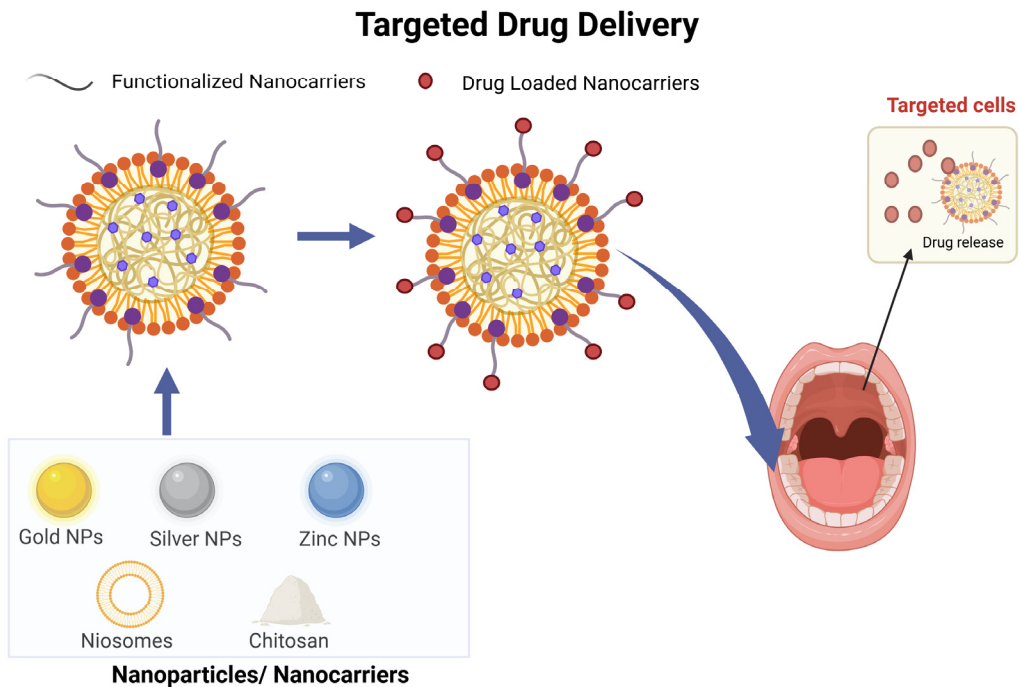 Targeted Drug Delivery
Functionalized Nanocarriers
Drug Loaded Nanocarriers
Targeted cells
Drug release
Gold NPs
Silver NPs
Zinc NPs
Niosomes
Chitosan
Nanoparticles/ Nanocarriers